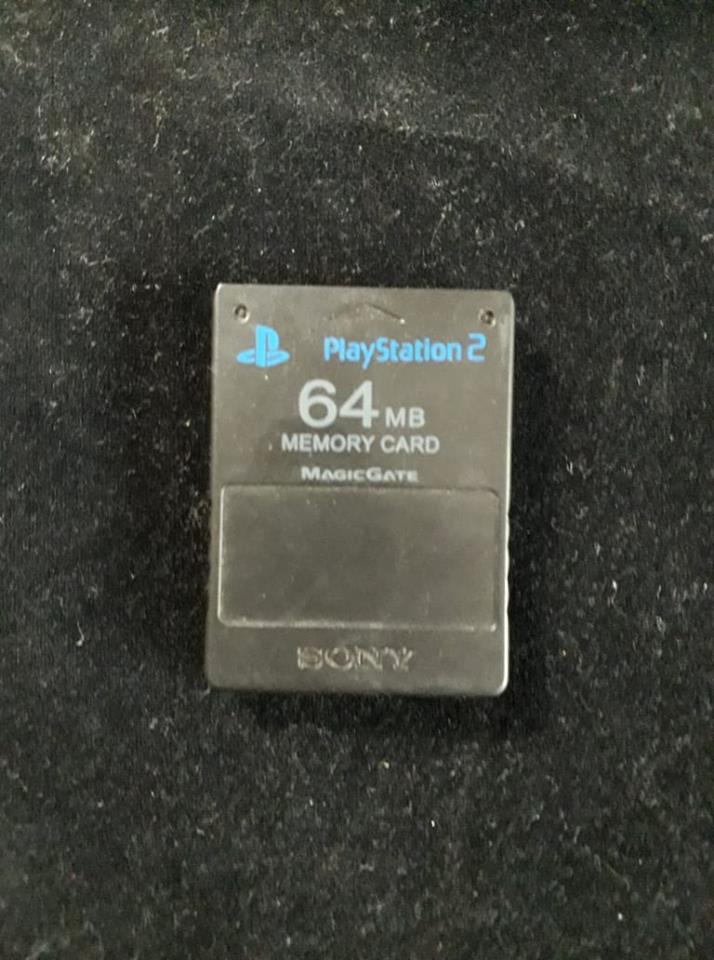 PlayStation 2
64 MB
MEMORY CARD
MAGICGATE
SONY